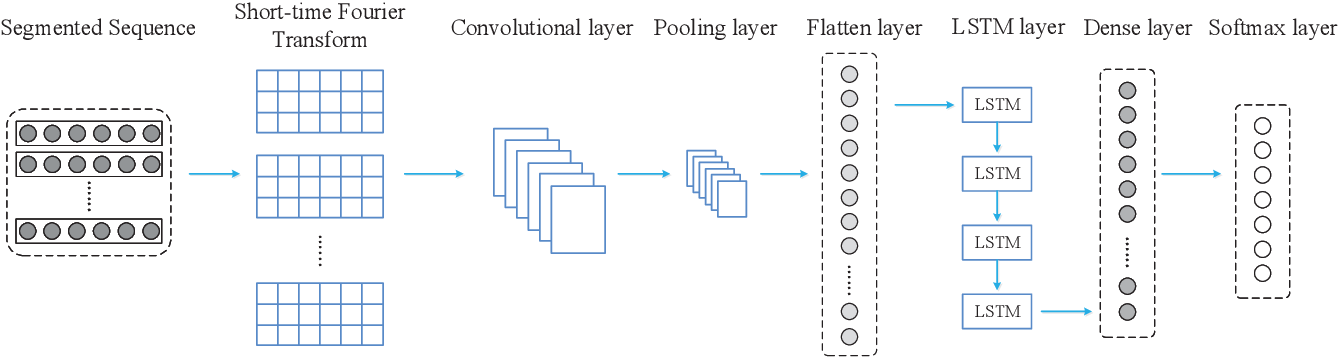 Segmented Sequence
Short-time Fourier
Transform
Convolutional layer
Pooling layer
Flatten layer
LSTM layer
Dense layer
Softmax layer
LSTM
LSTM
LSTM
LSTM